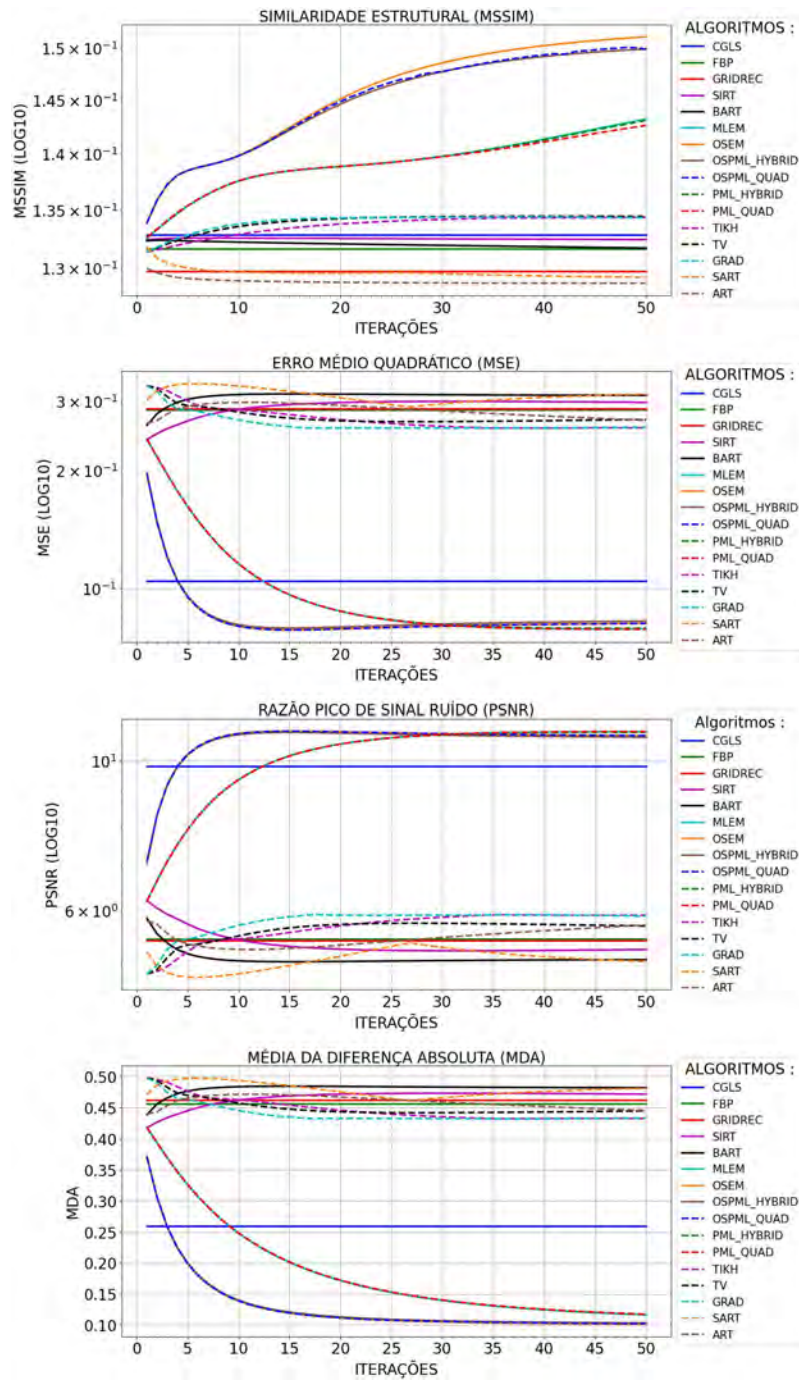 SIMILARIDADE ESTRUTURAL (MSSIM)
ALGORITMOS :
CGLS
FBP
GRIDREC
SIRT
BART
MLEM
OSEM
OSPML_HYBRID
OSPML_QUAD
PML_HYBRID
PML_QUAD
TIKH
TV
GRAD
SART
ART
MSSIM (LOG10)
1.5 × 10⁻¹
1.45 × 10⁻¹
1.4 × 10⁻¹
1.35 × 10⁻¹
1.3 × 10⁻¹
0 5 10 15 20 25 30 35 40 45 50
ITERAÇÕES
ERRO MÉDIO QUADRÁTICO (MSE)
ALGORITMOS :
CGLS
FBP
GRIDREC
SIRT
BART
MLEM
OSEM
OSPML_HYBRID
OSPML_QUAD
PML_HYBRID
PML_QUAD
TIKH
TV
GRAD
SART
ART
MSE (LOG10)
3 × 10⁻¹
2 × 10⁻¹
10⁻¹
0 5 10 15 20 25 30 35 40 45 50
ITERAÇÕES
RAZÃO PICO DE SINAL RUÍDO (PSNR)
Algoritmos :
CGLS
FBP
GRIDREC
SIRT
BART
MLEM
OSEM
OSPML_HYBRID
OSPML_QUAD
PML_HYBRID
PML_QUAD
TIKH
TV
GRAD
SART
ART
PSNR (LOG10)
10¹
6 × 10⁰
0 5 10 15 20 25 30 35 40 45 50
ITERAÇÕES
MÉDIA DA DIFERENÇA ABSOLUTA (MDA)
ALGORITMOS :
CGLS
FBP
GRIDREC
SIRT
BART
MLEM
OSEM
OSPML_HYBRID
OSPML_QUAD
PML_HYBRID
PML_QUAD
TIKH
TV
GRAD
SART
ART
MDA
0.50
0.45
0.40
0.35
0.30
0.25
0.20
0.15
0.10
0 5 10 15 20 25 30 35 40 45 50
ITERAÇÕES